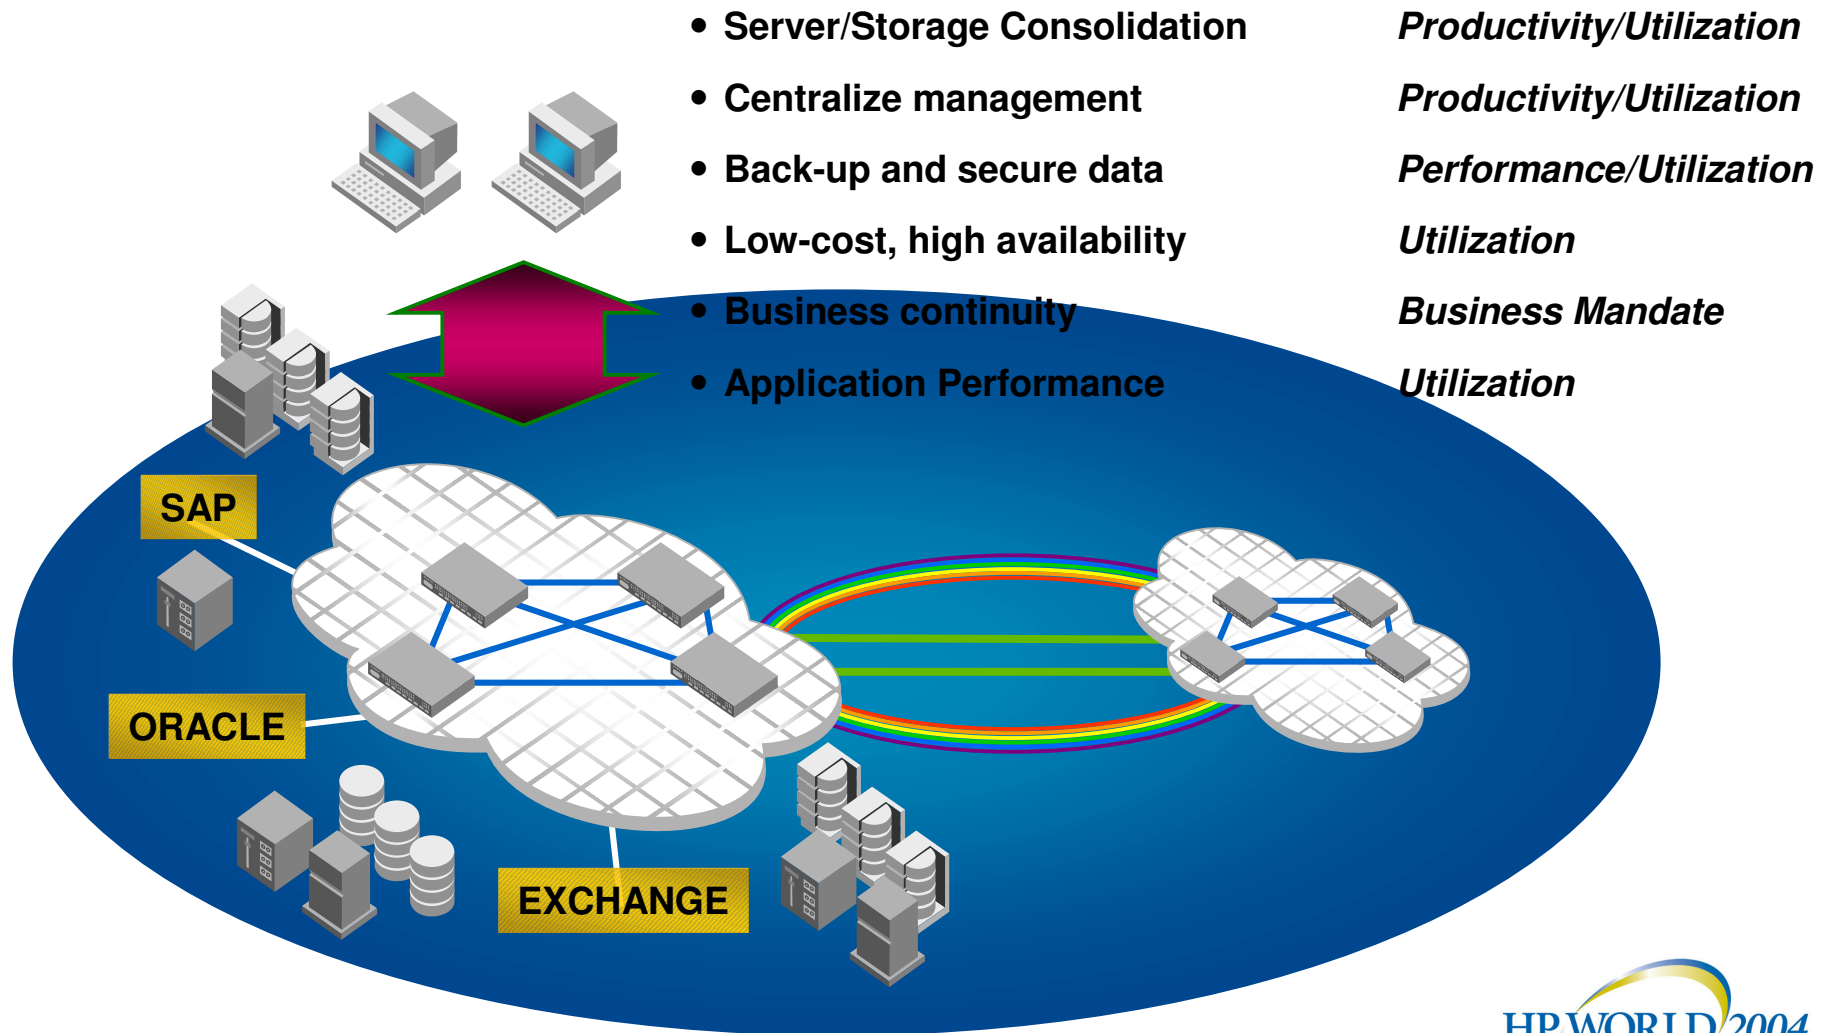 • Server/Storage Consolidation Productivity/Utilization
• Centralize management Productivity/Utilization
• Back-up and secure data Performance/Utilization
• Low-cost, high availability Utilization
• Business continuity Business Mandate
• Application Performance Utilization
SAP
ORACLE
EXCHANGE
HP WORLD 2004